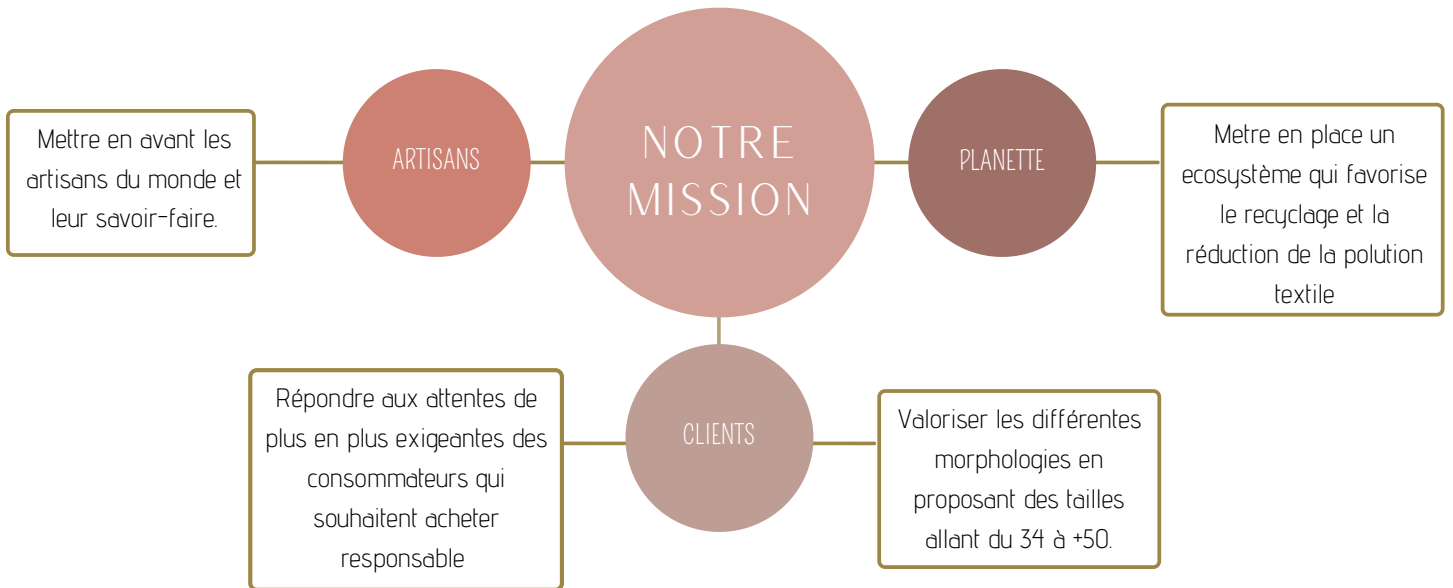 NOTRE
MISSION
ARTISANS
Mettre en avant les
artisans du monde et
leur savoir-faire.
PLANETTE
Metre en place un
ecosystème qui favorise
le recyclage et la
réduction de la polution
textile
CLIENTS
Répondre aux attentes de
plus en plus exigeantes des
consommateurs qui
souhaitent acheter
responsable
Valoriser les différentes
morphologies en
proposant des tailles
allant du 34 à +50.